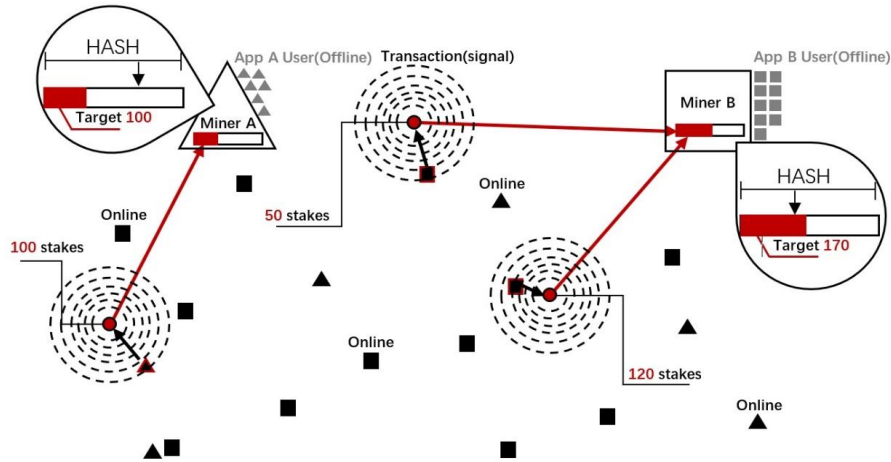 HASH
Target 100
App A User(Offline)
Miner A
Transaction(signal)
App B User(Offline)
Miner B
HASH
Target 170
Online
50 stakes
Online
100 stakes
Online
120 stakes
Online